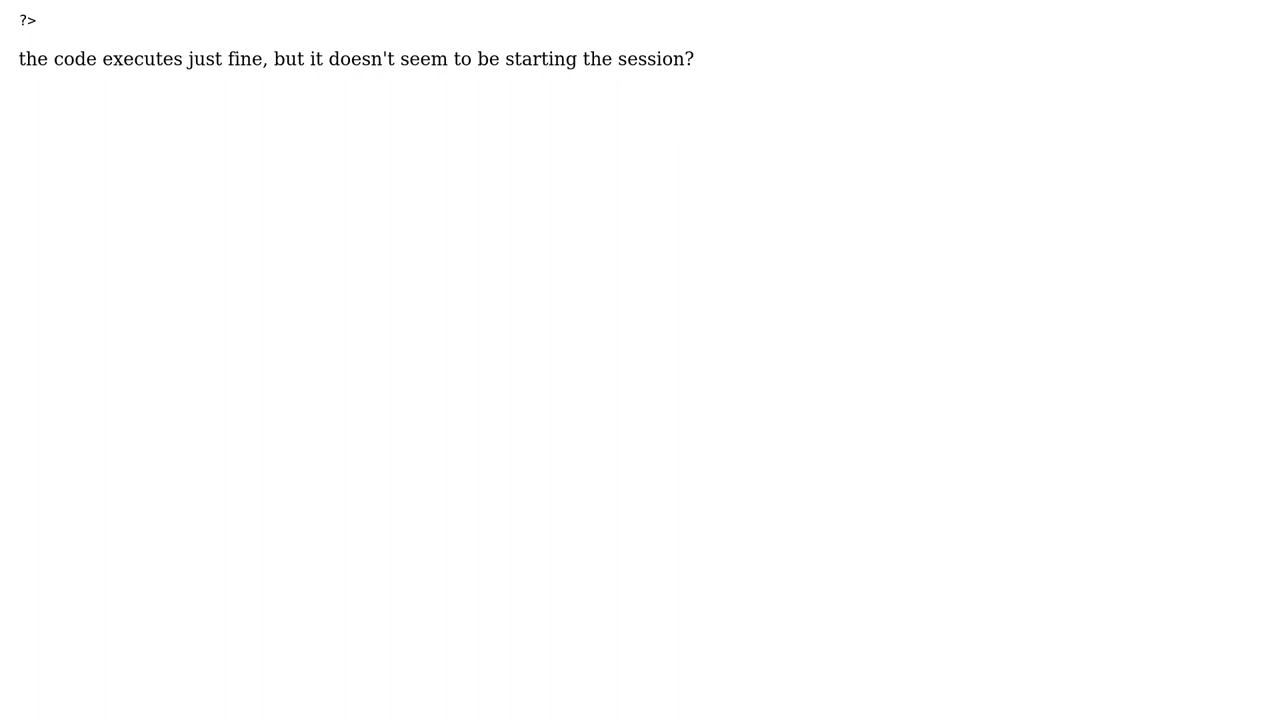 ?>
the code executes just fine, but it doesn't seem to be starting the session?